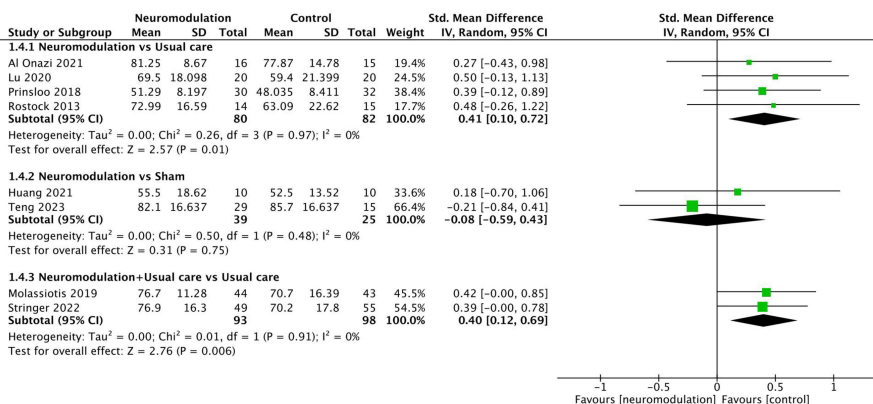 Neuromodulation Control Std. Mean Difference Std. Mean Difference
Study or Subgroup Mean SD Total Mean SD Total Weight IV, Random, 95% CI IV, Random, 95% CI
1.4.1 Neuromodulation vs Usual care
Al Onazi 2021 81.25 8.67 16 77.87 14.78 15 19.4% 0.27 [-0.43, 0.98]
Lu 2020 69.5 18.098 20 59.4 21.399 20 24.5% 0.50 [-0.13, 1.13]
Prinsloo 2018 51.29 8.197 30 48.035 8.411 32 38.4% 0.39 [-0.12, 0.89]
Rostock 2013 72.99 16.59 14 63.09 22.62 15 17.7% 0.48 [-0.26, 1.22]
Subtotal (95% CI) 80 82 100.0% 0.41 [0.10, 0.72]
Heterogeneity: Tau² = 0.00; Chi² = 0.26, df = 3 (P = 0.97); I² = 0%
Test for overall effect: Z = 2.57 (P = 0.01)
1.4.2 Neuromodulation vs Sham
Huang 2021 55.5 18.62 10 52.5 13.52 10 33.6% 0.18 [-0.70, 1.06]
Teng 2023 82.1 16.637 29 85.7 16.637 15 66.4% -0.21 [-0.84, 0.41]
Subtotal (95% CI) 39 25 100.0% -0.08 [-0.59, 0.43]
Heterogeneity: Tau² = 0.00; Chi² = 0.50, df = 1 (P = 0.48); I² = 0%
Test for overall effect: Z = 0.31 (P = 0.75)
1.4.3 Neuromodulation+Usual care vs Usual care
Molassiotis 2019 76.7 11.28 44 70.7 16.39 43 45.5% 0.42 [-0.00, 0.85]
Stringer 2022 76.9 16.3 49 70.2 17.8 55 54.5% 0.39 [-0.00, 0.78]
Subtotal (95% CI) 93 98 100.0% 0.40 [0.12, 0.69]
Heterogeneity: Tau² = 0.00; Chi² = 0.01, df = 1 (P = 0.91); I² = 0%
Test for overall effect: Z = 2.76 (P = 0.006)
-1 -0.5 0 0.5 1
Favours [neuromodulation] Favours [control]